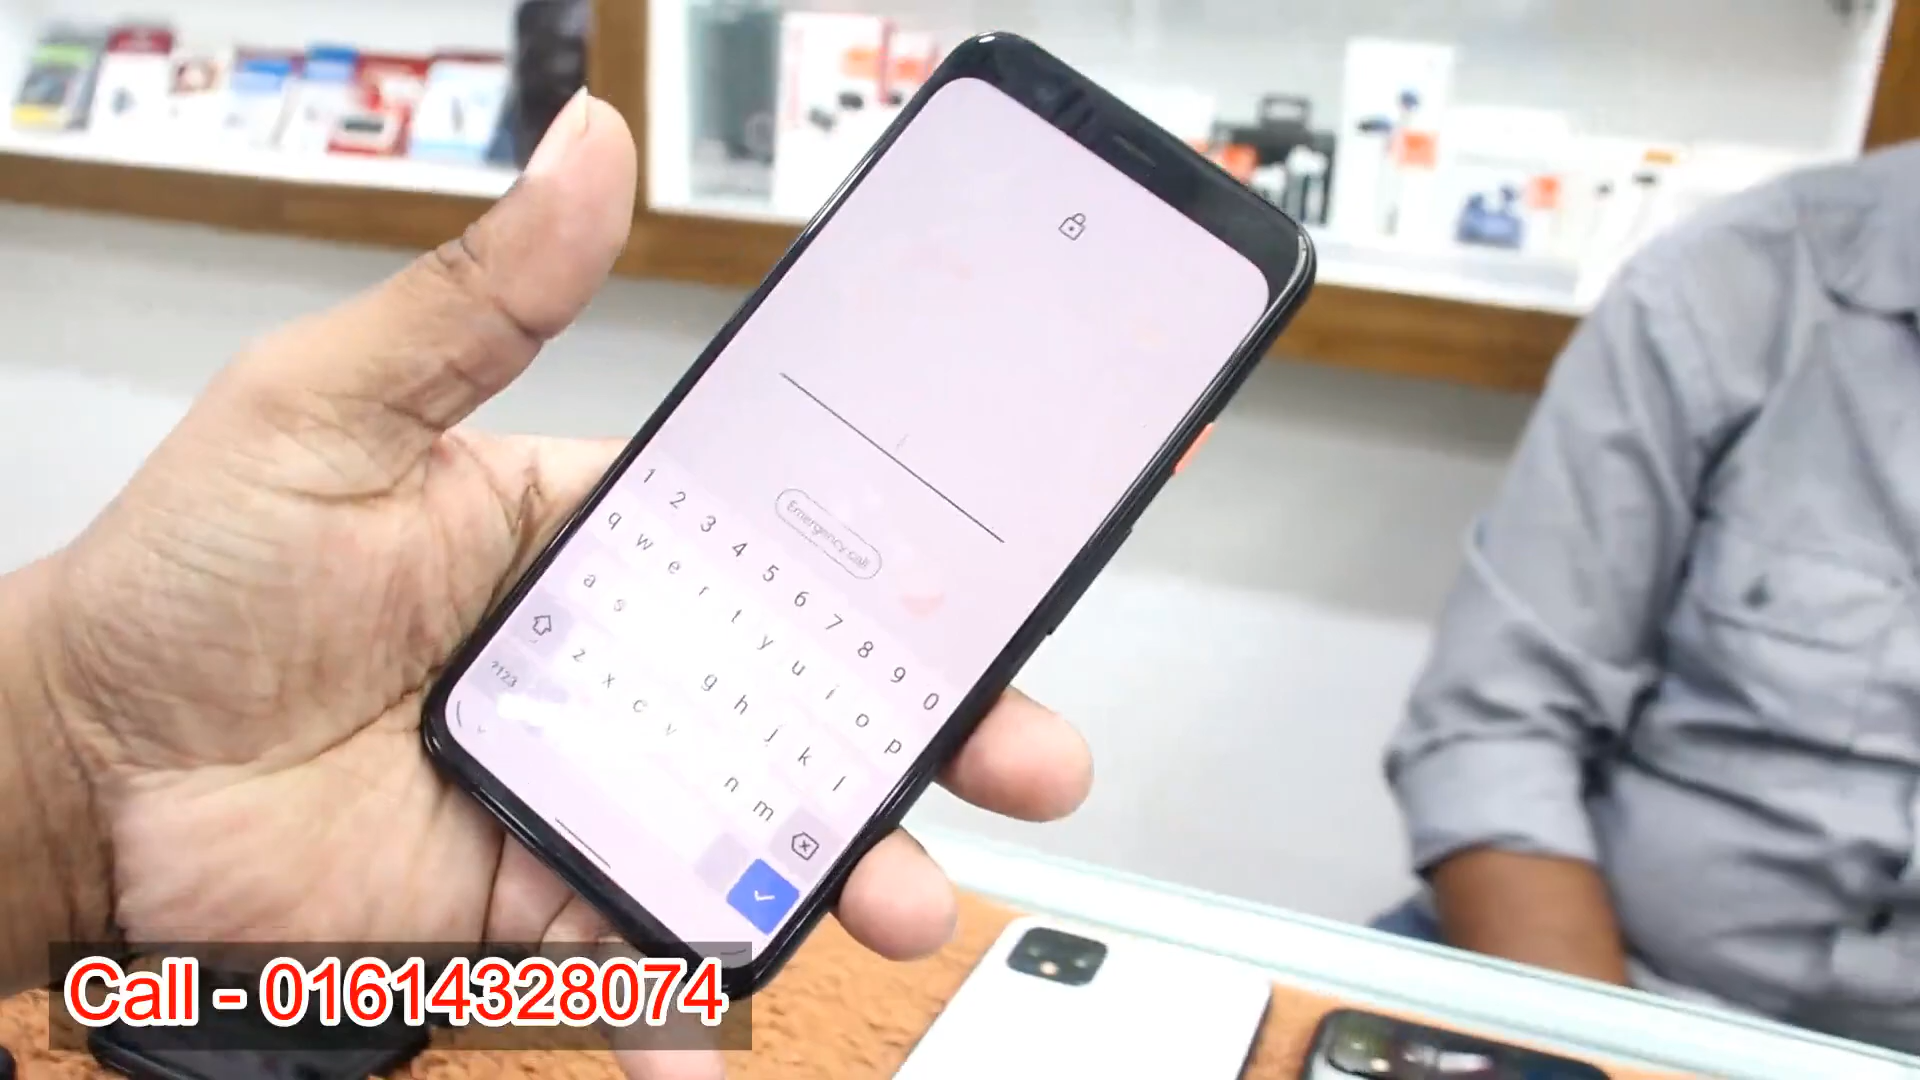 Emergency call
1 2 3 4 5 6 7 8 9 0
q w e r t y u i o p
a s g h j k l
z x c v n m
?123
Call - 01614328074